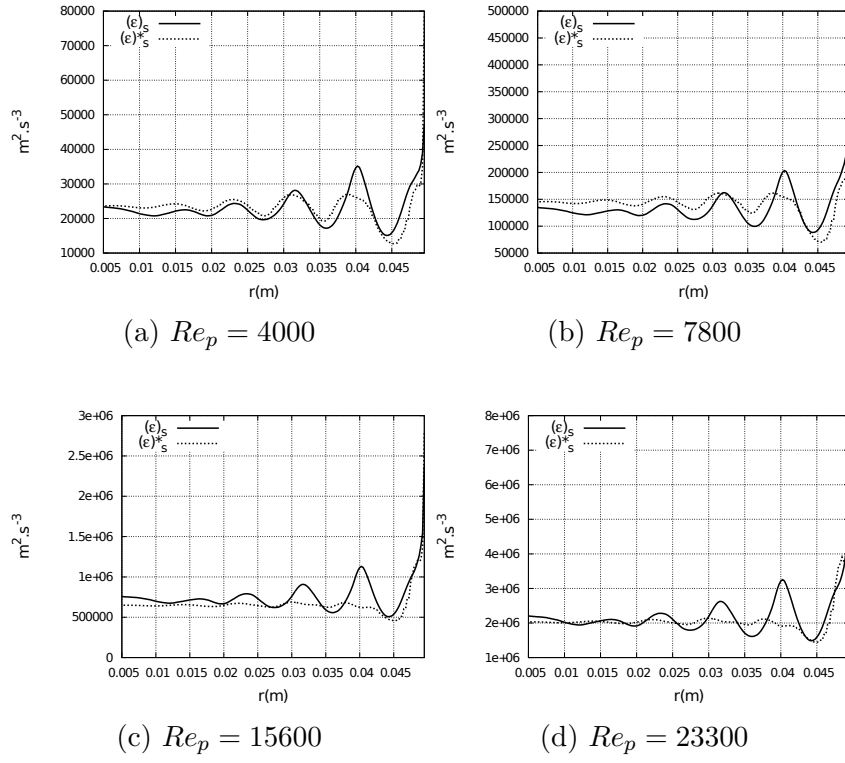 80000
70000
60000
50000
40000
30000
20000
10000
m².s⁻³
(ε)ₛ
(ε)*ₛ
0.005 0.01 0.015 0.02 0.025 0.03 0.035 0.04 0.045
r(m)
(a) Reₚ = 4000
500000
450000
400000
350000
300000
250000
200000
150000
100000
50000
m².s⁻³
(ε)ₛ
(ε)*ₛ
0.005 0.01 0.015 0.02 0.025 0.03 0.035 0.04 0.045
r(m)
(b) Reₚ = 7800
3e+06
2.5e+06
2e+06
1.5e+06
1e+06
500000
0
m².s⁻³
(ε)ₛ
(ε)*ₛ
0.005 0.01 0.015 0.02 0.025 0.03 0.035 0.04 0.045
r(m)
(c) Reₚ = 15600
8e+06
7e+06
6e+06
5e+06
4e+06
3e+06
2e+06
1e+06
m².s⁻³
(ε)ₛ
(ε)*ₛ
0.005 0.01 0.015 0.02 0.025 0.03 0.035 0.04 0.045
r(m)
(d) Reₚ = 23300